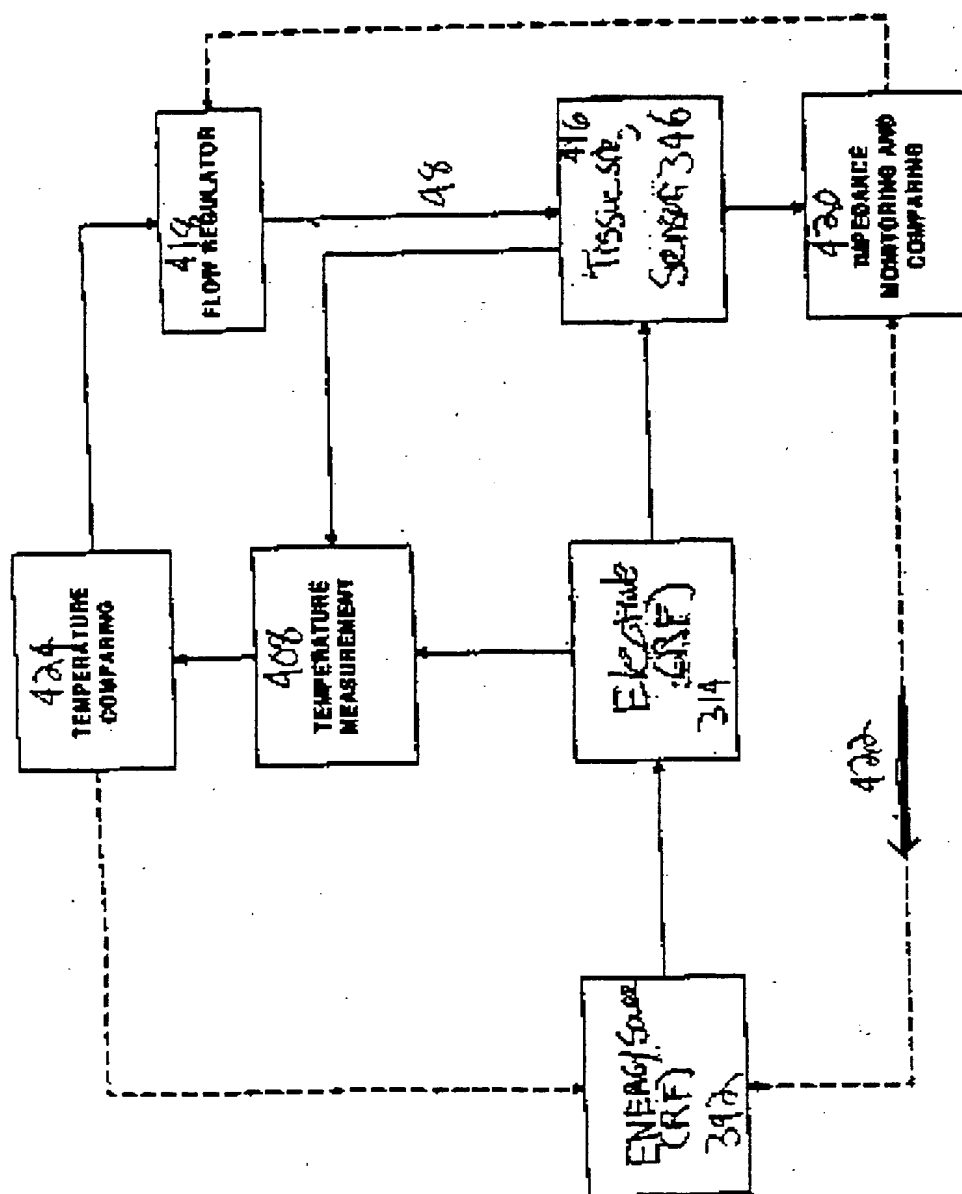 424
TEMPERATURE
COMPARING
418
FLOW REGULATOR
408
TEMPERATURE
MEASUREMENT
48
416
Tissue site,
Sensor 346
Electrode
(RF)
314
420
IMPEDANCE
MONITORING AND
COMPARING
422
ENERGY Source
(RF)
392